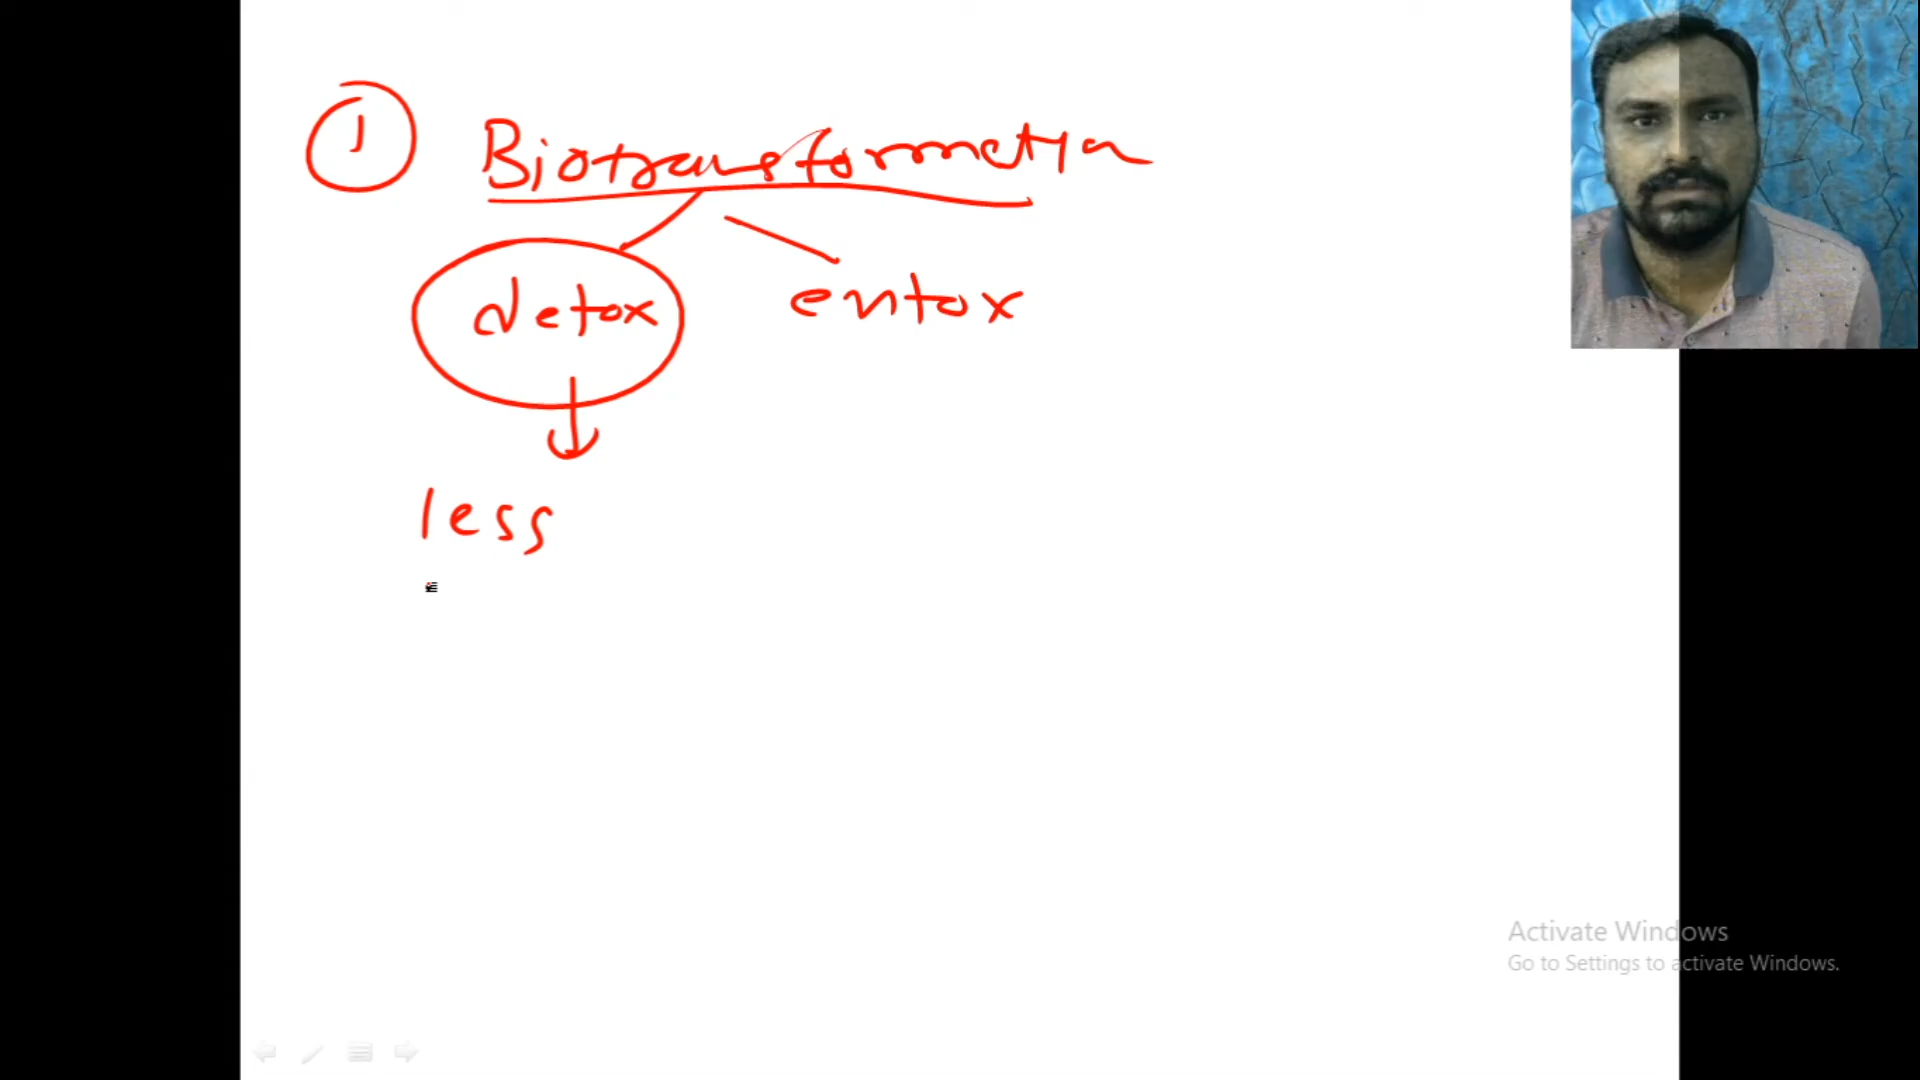 1 Biotransformation
detox entox
less
Activate Windows
Go to Settings to activate Windows.